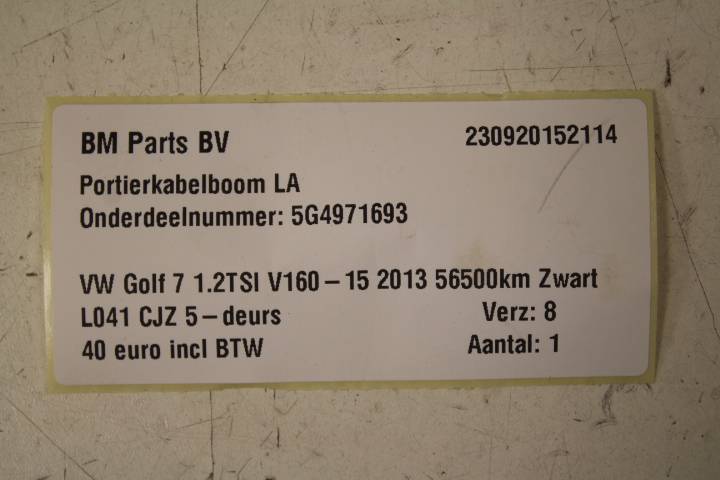 BM Parts BV 230920152114
Portierkabelboom LA
Onderdeelnummer: 5G4971693
VW Golf 7 1.2TSI V160-15 2013 56500km Zwart
L041 CJZ 5-deurs Verz: 8
40 euro incl BTW Aantal: 1